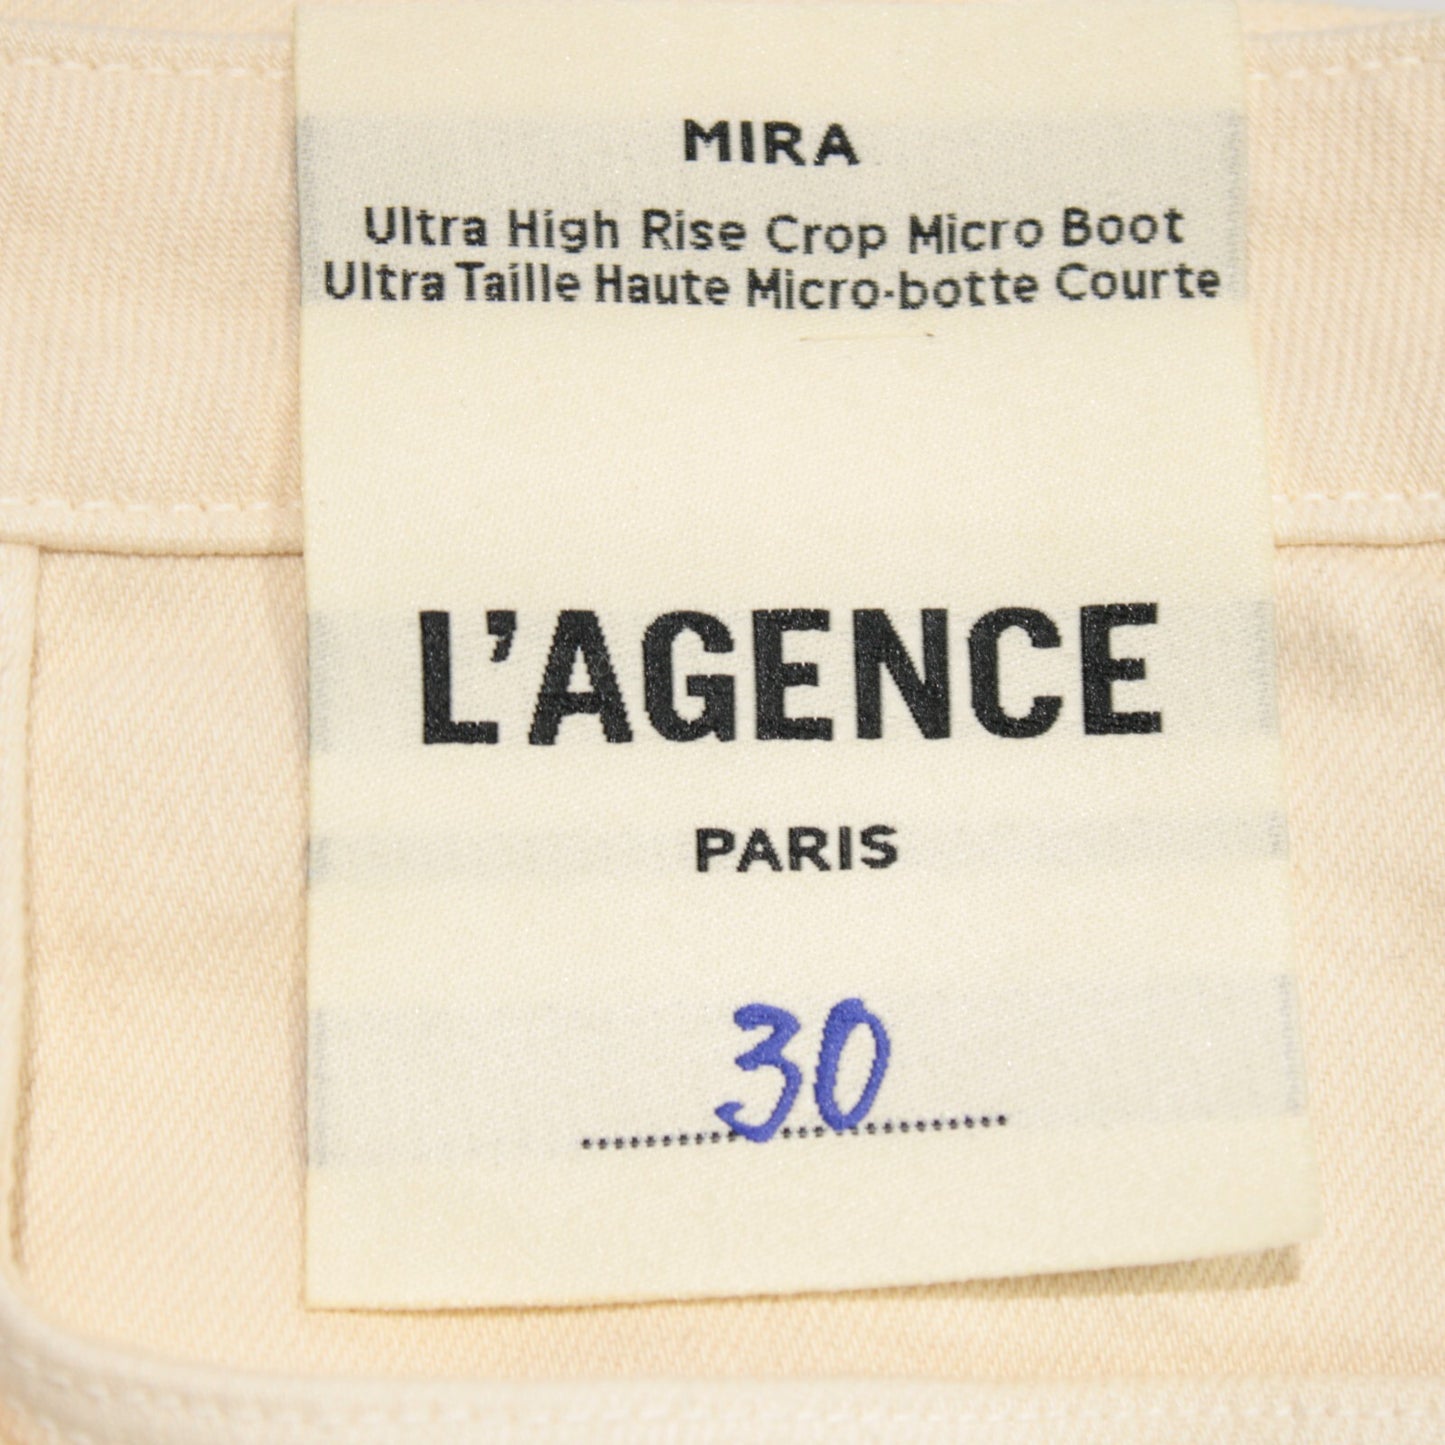 MIRA
Ultra High Rise Crop Micro Boot
Ultra Taille Haute Micro-botte Courte
L'AGENCE
PARIS
30